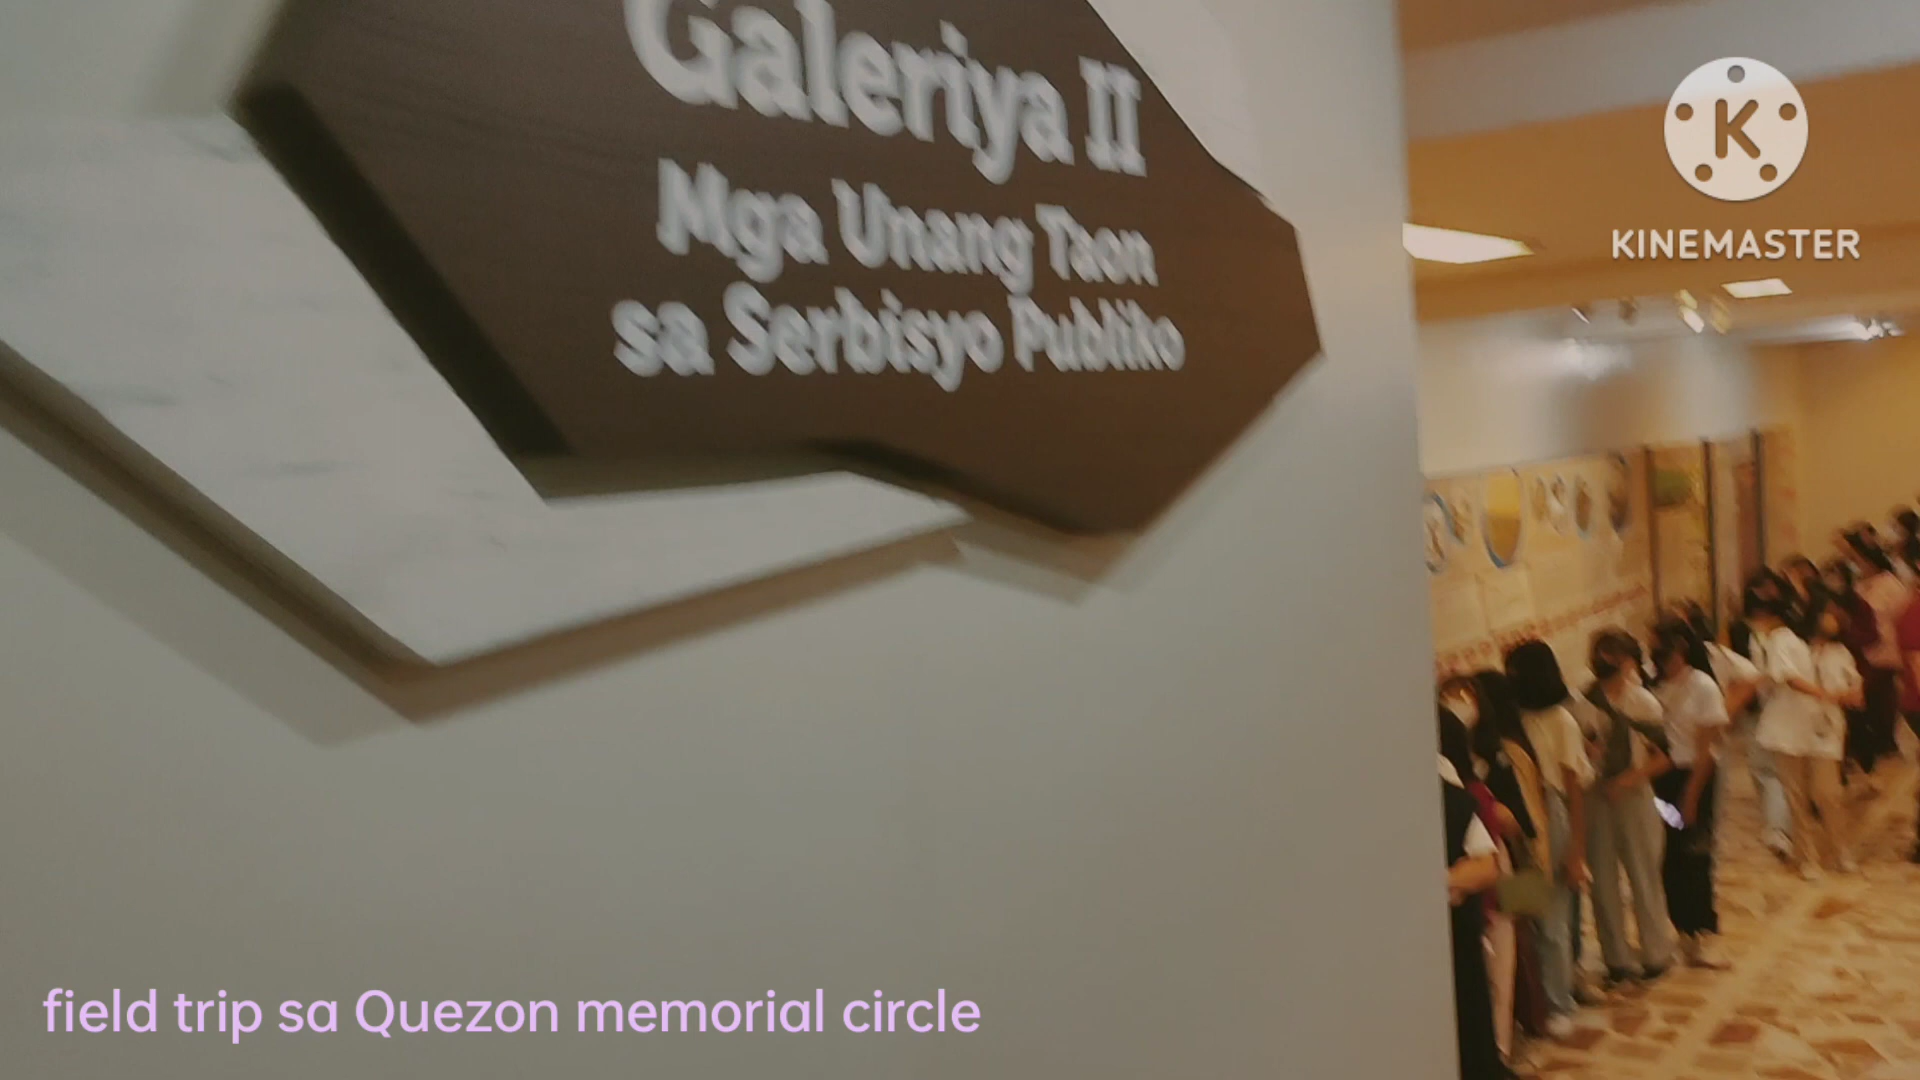 Galeriya II
Mga Unang Taon
sa Serbisyo Publiko
K
KINEMASTER
field trip sa Quezon memorial circle